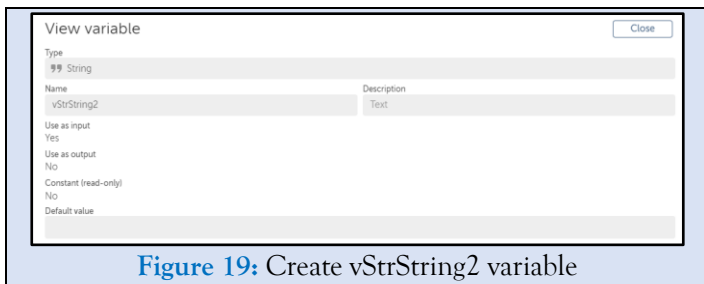 View variable
Close
Type
String
Name
Description
vStrString2
Text
Use as input
Yes
Use as output
No
Constant (read-only)
No
Default value
Figure 19: Create vStrString2 variable